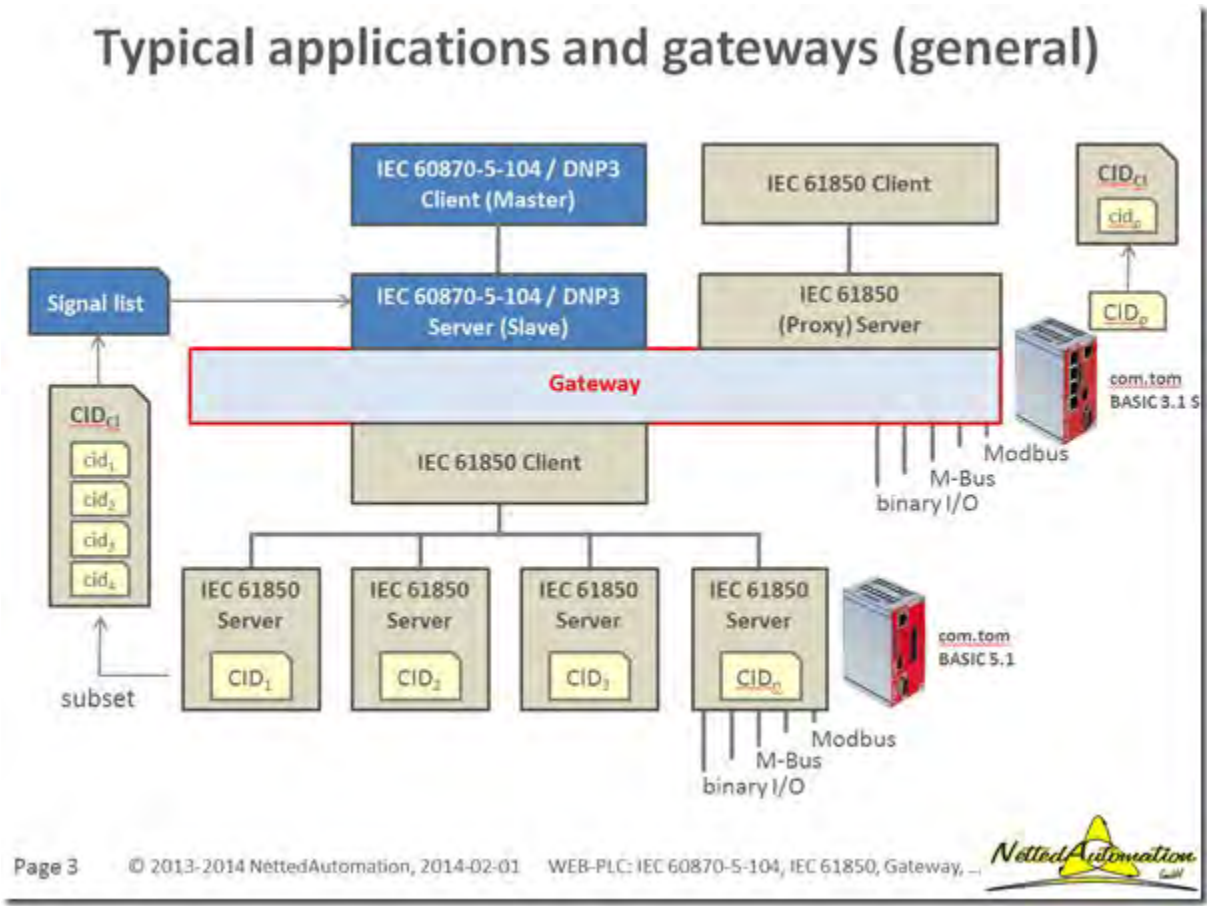 Typical applications and gateways (general)
IEC 60870-5-104 / DNP3
Client (Master)
IEC 61850 Client
CIDC1
cidp
Signal list
IEC 60870-5-104 / DNP3
Server (Slave)
IEC 61850
(Proxy) Server
CIDp
Gateway
com.tom
BASIC 3.1 S
CIDC1
cid1
cid2
cid3
cid4
IEC 61850 Client
Modbus
M-Bus
binary I/O
IEC 61850
Server
CID1
IEC 61850
Server
CID2
IEC 61850
Server
CID3
IEC 61850
Server
CIDn
com.tom
BASIC 5.1
subset
Modbus
M-Bus
binary I/O
Page 3
© 2013-2014 NettedAutomation, 2014-02-01
WEB-PLC: IEC 60870-5-104, IEC 61850, Gateway, ...
NettedAutomation
GmbH